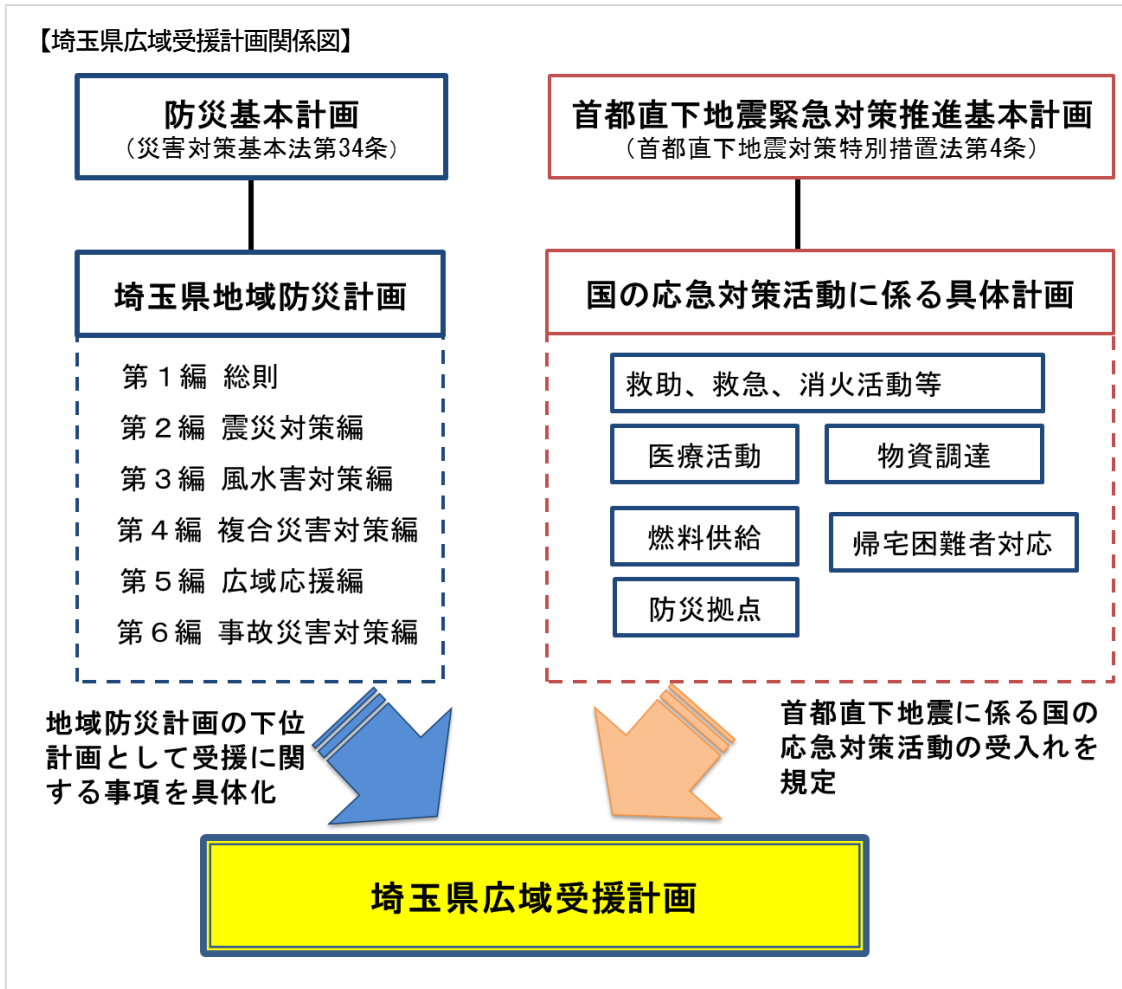 【埼玉県広域受援計画関係図】
防災基本計画
（災害対策基本法第34条）
埼玉県地域防災計画
第１編 総則
第２編 震災対策編
第３編 風水害対策編
第４編 複合災害対策編
第５編 広域応援編
第６編 事故災害対策編
地域防災計画の下位
計画として受援に関
する事項を具体化
首都直下地震緊急対策推進基本計画
（首都直下地震対策特別措置法第4条）
国の応急対策活動に係る具体計画
救助、救急、消火活動等
医療活動
物資調達
燃料供給
帰宅困難者対応
防災拠点
首都直下地震に係る国の
応急対策活動の受入れを
規定
埼玉県広域受援計画